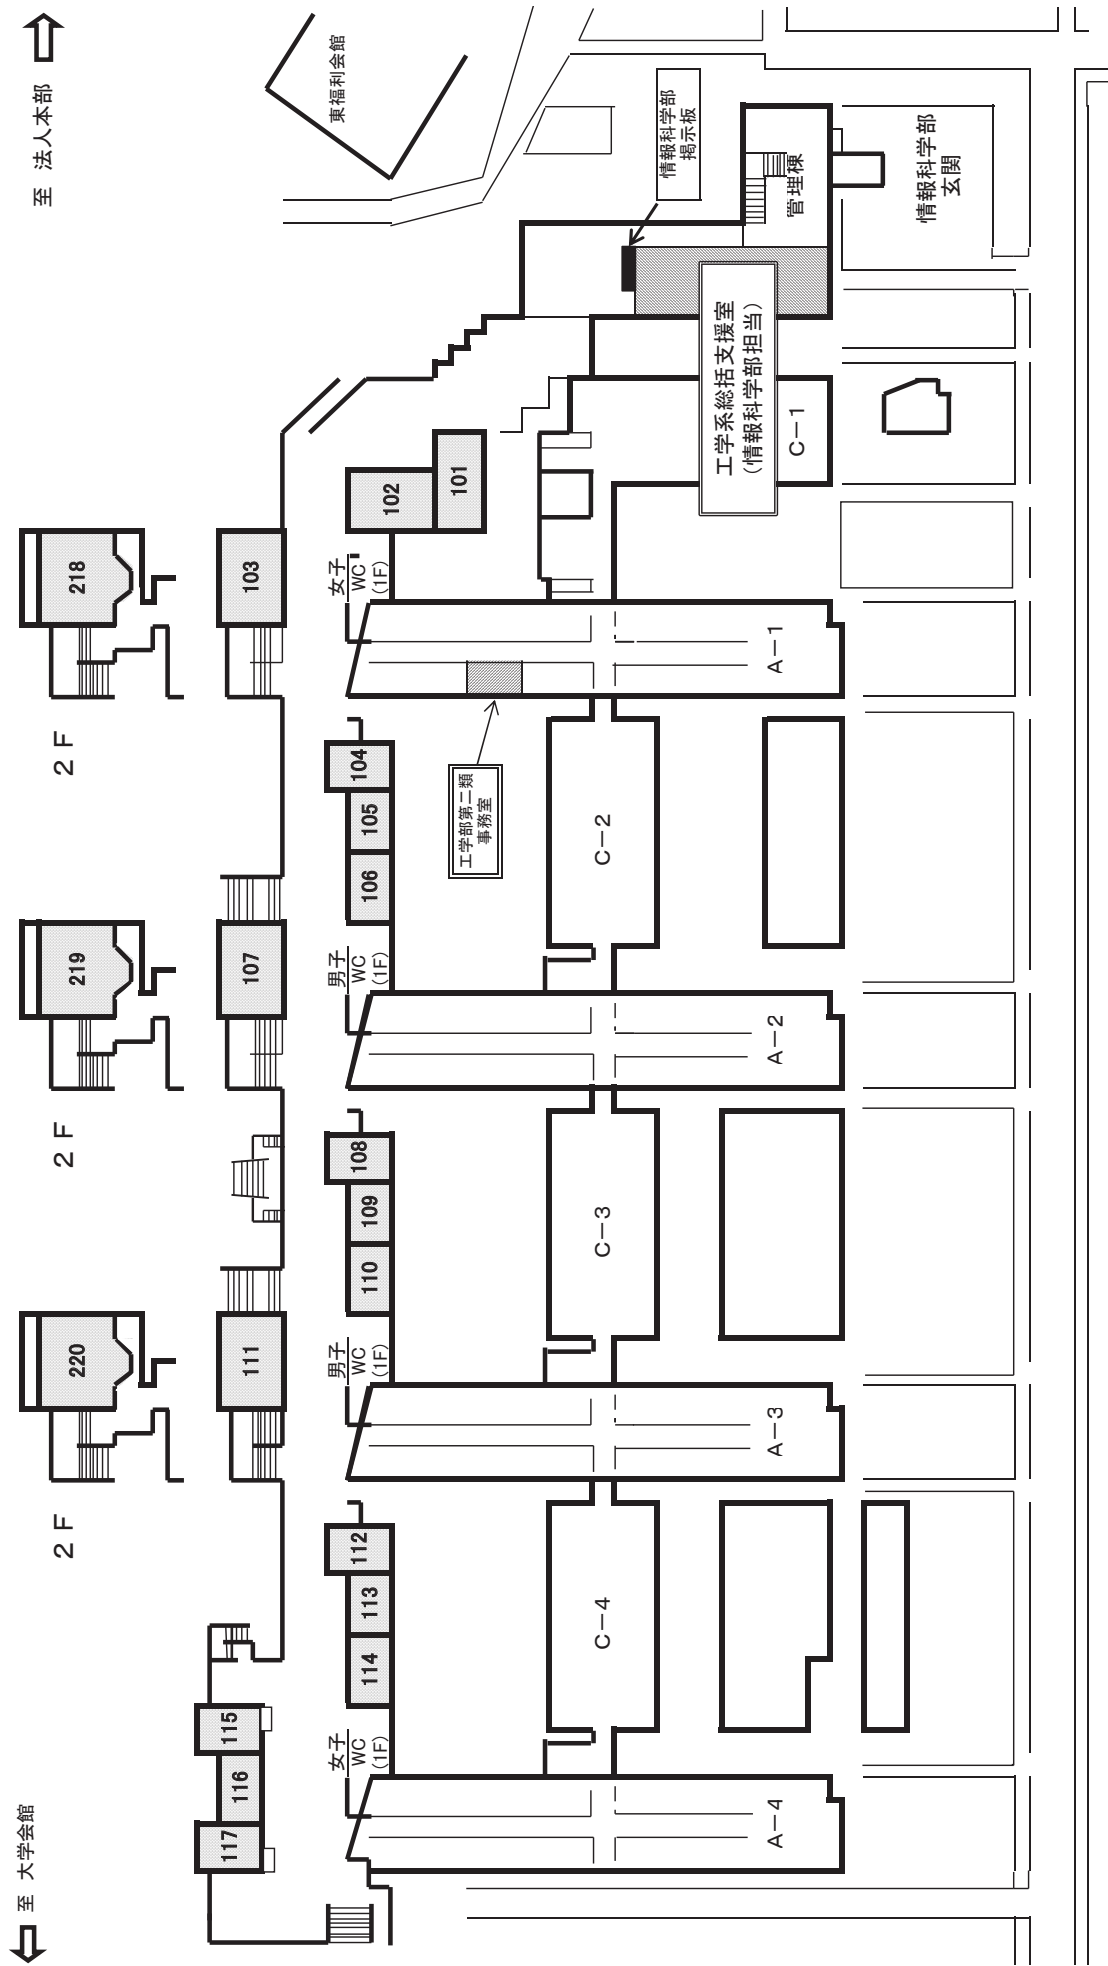 至 法人本部
東福利会館
情報科学部
掲示板
管理棟
情報科学部
玄関
工学系総括支援室
(情報科学部担当)
C-1
101
102
103
218
女子
WC
(1F)
A-1
2F
工学部第二類
事務室
104
105
106
C-2
107
219
男子
WC
(1F)
A-2
2F
108
109
110
C-3
111
220
男子
WC
(1F)
A-3
2F
112
113
114
C-4
115
116
117
女子
WC
(1F)
A-4
至 大学会館